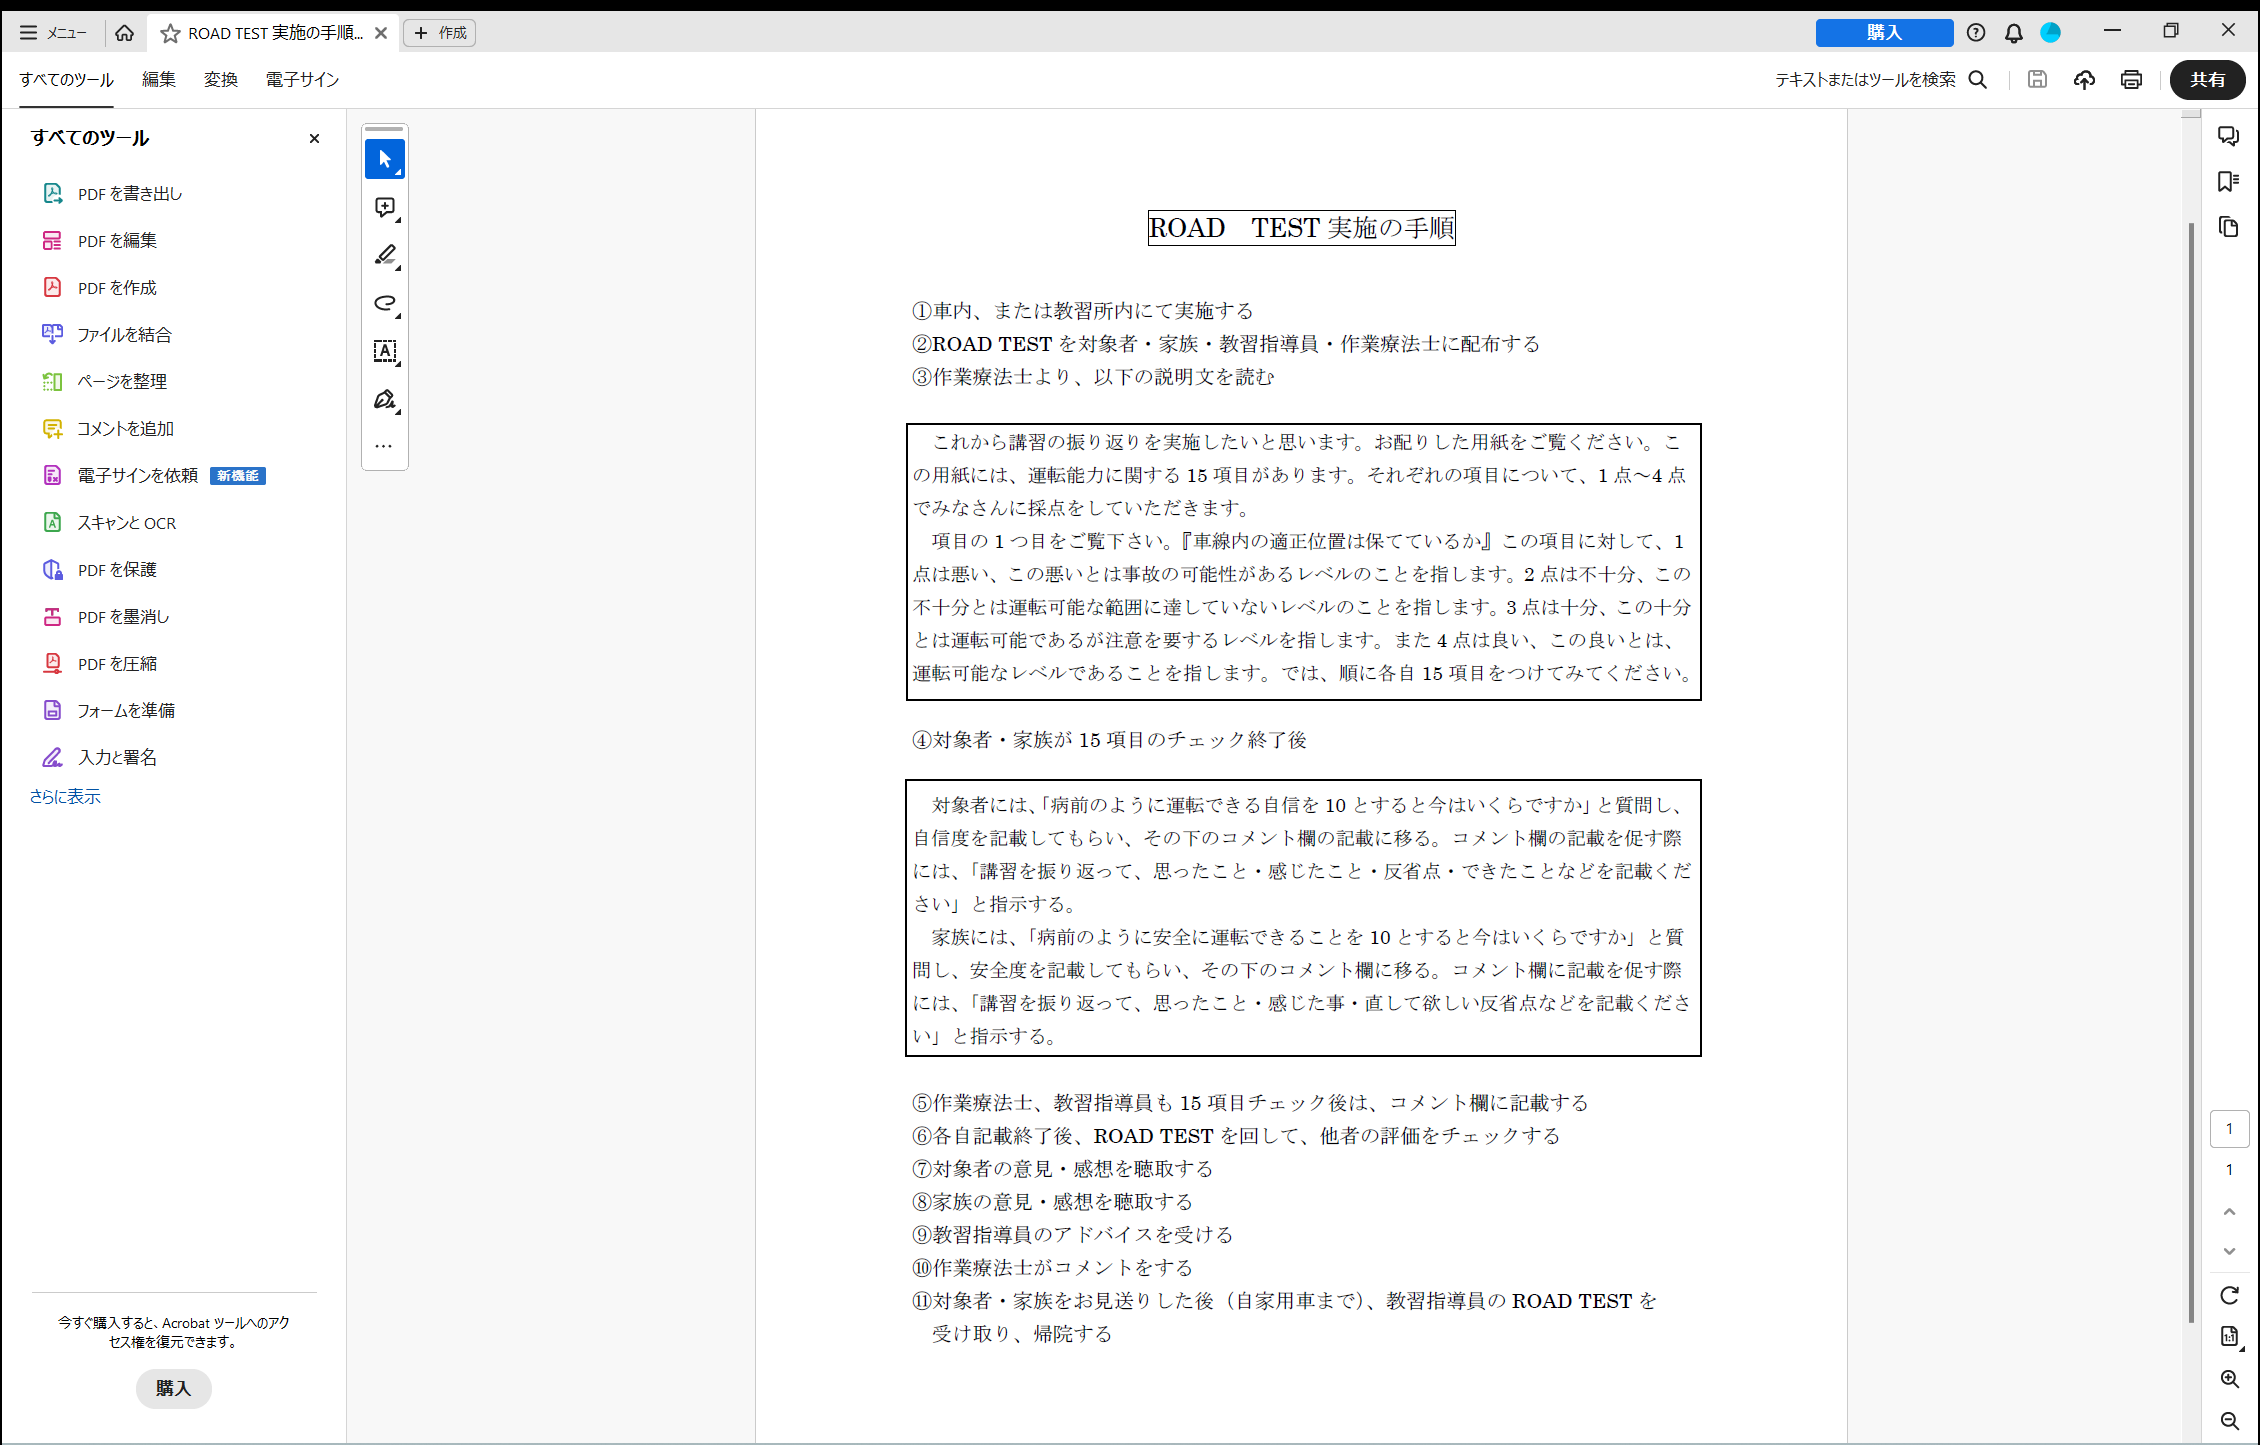 メニュー
ROAD TEST 実施の手順...
作成
購入
すべてのツール
編集
変換
電子サイン
テキストまたはツールを検索
共有
すべてのツール
PDF を書き出し
PDF を編集
PDF を作成
ファイルを結合
ページを整理
コメントを追加
電子サインを依頼 新機能
スキャンと OCR
PDF を保護
PDF を墨消し
PDF を圧縮
フォームを準備
入力と署名
さらに表示
今すぐ購入すると、Acrobat ツールへのアク
セス権を復元できます。
購入
ROAD　TEST 実施の手順
①車内、または教習所内にて実施する
②ROAD TEST を対象者・家族・教習指導員・作業療法士に配布する
③作業療法士より、以下の説明文を読む
これから講習の振り返りを実施したいと思います。お配りした用紙をご覧ください。こ
の用紙には、運転能力に関する 15 項目があります。それぞれの項目について、1 点～4 点
でみなさんに採点をしていただきます。
項目の 1 つ目をご覧下さい。『車線内の適正位置は保てているか』この項目に対して、1
点は悪い、この悪いとは事故の可能性があるレベルのことを指します。2 点は不十分、この
不十分とは運転可能な範囲に達していないレベルのことを指します。3 点は十分、この十分
とは運転可能であるが注意を要するレベルを指します。また 4 点は良い、この良いとは、
運転可能なレベルであることを指します。では、順に各自 15 項目をつけてみてください。
④対象者・家族が 15 項目のチェック終了後
対象者には、「病前のように運転できる自信を 10 とすると今はいくらですか」と質問し、
自信度を記載してもらい、その下のコメント欄の記載に移る。コメント欄の記載を促す際
には、「講習を振り返って、思ったこと・感じたこと・反省点・できたことなどを記載くだ
さい」と指示する。
家族には、「病前のように安全に運転できることを 10 とすると今はいくらですか」と質
問し、安全度を記載してもらい、その下のコメント欄に移る。コメント欄に記載を促す際
には、「講習を振り返って、思ったこと・感じた事・直して欲しい反省点などを記載くださ
い」と指示する。
⑤作業療法士、教習指導員も 15 項目チェック後は、コメント欄に記載する
⑥各自記載終了後、ROAD TEST を回して、他者の評価をチェックする
⑦対象者の意見・感想を聴取する
⑧家族の意見・感想を聴取する
⑨教習指導員のアドバイスを受ける
⑩作業療法士がコメントをする
⑪対象者・家族をお見送りした後（自家用車まで）、教習指導員の ROAD TEST を
受け取り、帰院する
1
1